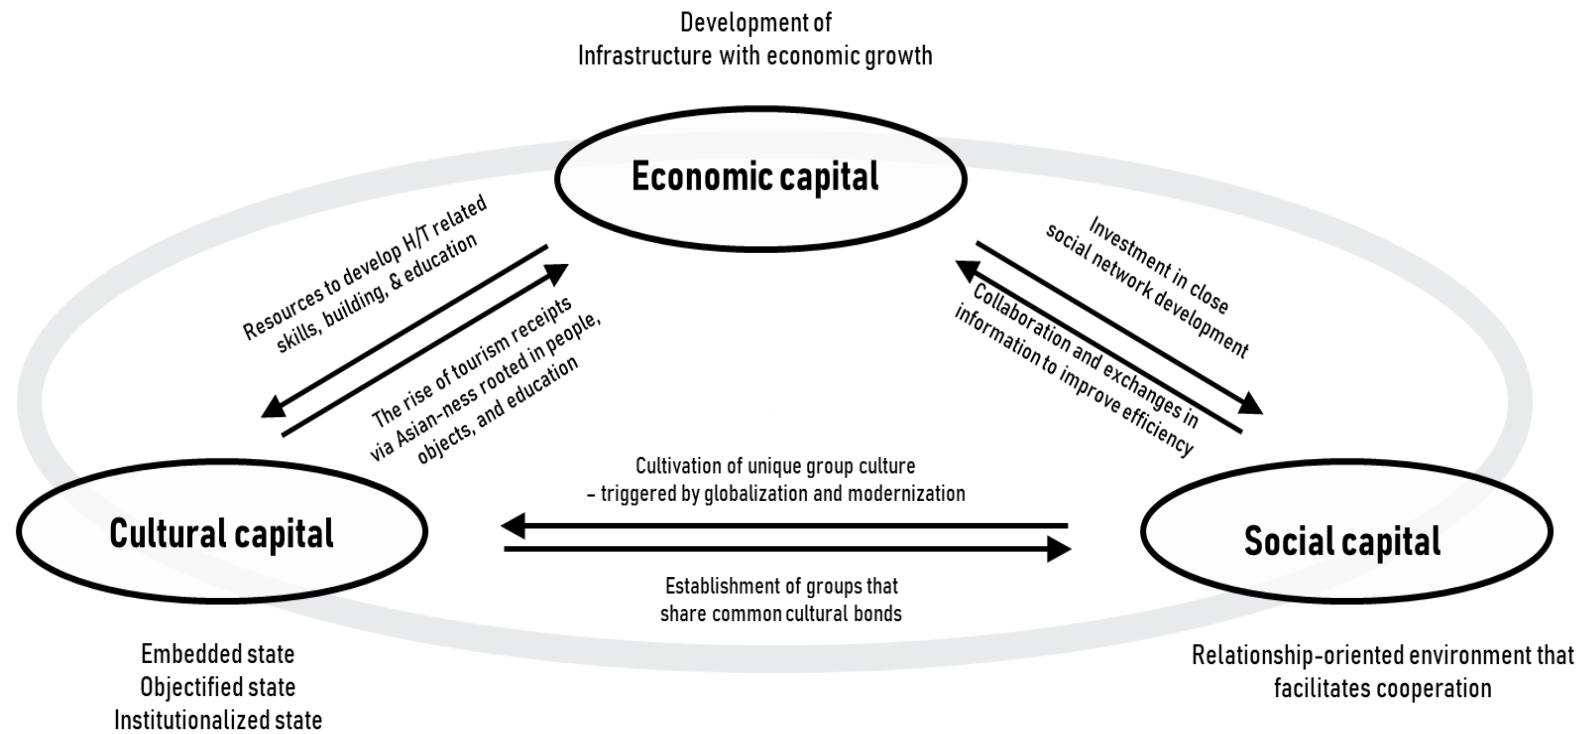 Development of
Infrastructure with economic growth
Economic capital
Resources to develop H/T related
skills, building, & education
The rise of tourism receipts
via Asian-ness rooted in people,
objects, and education
Investment in close
social network development
Collaboration and exchanges in
information to improve efficiency
Cultivation of unique group culture
– triggered by globalization and modernization
Establishment of groups that
share common cultural bonds
Cultural capital
Embedded state
Objectified state
Institutionalized state
Social capital
Relationship-oriented environment that
facilitates cooperation